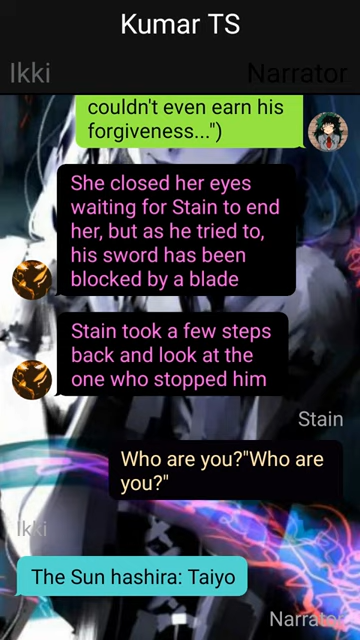 Kumar TS
Ikki
Narrator
couldn't even earn his
forgiveness...")
She closed her eyes
waiting for Stain to end
her, but as he tried to,
his sword has been
blocked by a blade
Stain took a few steps
back and look at the
one who stopped him
Stain
Who are you?"Who are
you?"
Ikki
The Sun hashira: Taiyo
Narrator